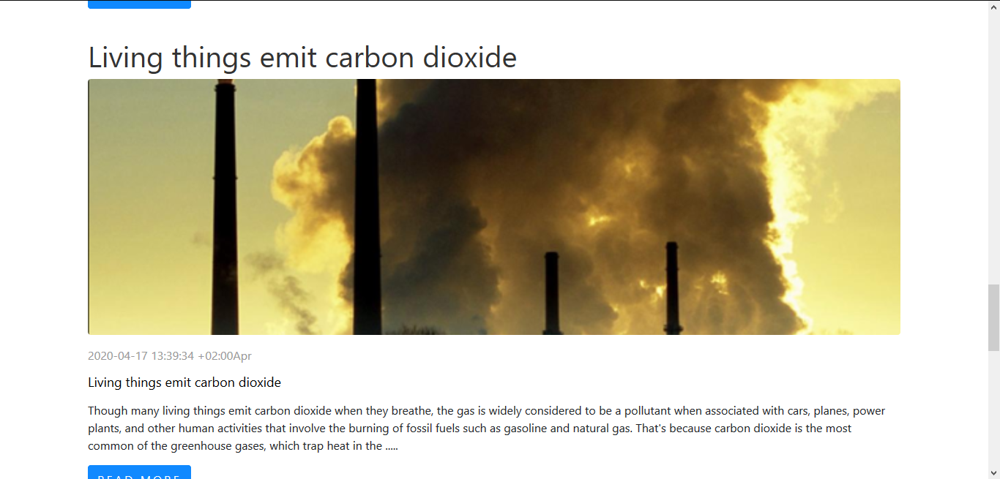 Living things emit carbon dioxide
2020-04-17 13:39:34 +02:00Apr
Living things emit carbon dioxide
Though many living things emit carbon dioxide when they breathe, the gas is widely considered to be a pollutant when associated with cars, planes, power
plants, and other human activities that involve the burning of fossil fuels such as gasoline and natural gas. That's because carbon dioxide is the most
common of the greenhouse gases, which trap heat in the .....
READ MORE